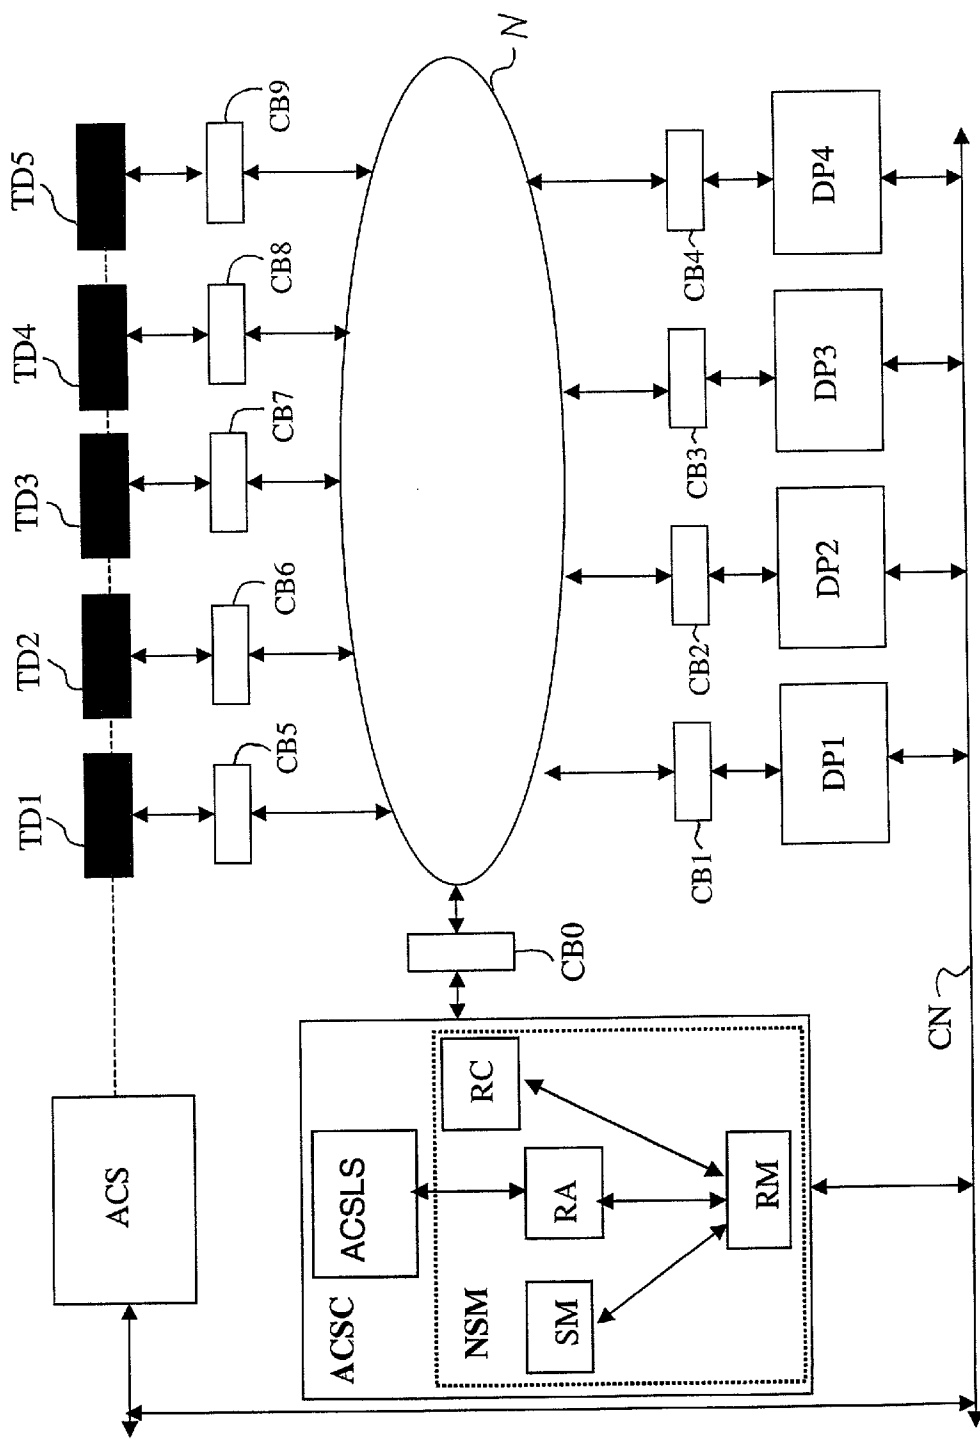 ACS
TD1
TD2
TD3
TD4
TD5
CB5
CB6
CB7
CB8
CB9
ACSC
ACSLS
NSM
SM
RA
RC
RM
CB0
N
CB1
CB2
CB3
CB4
DP1
DP2
DP3
DP4
CN